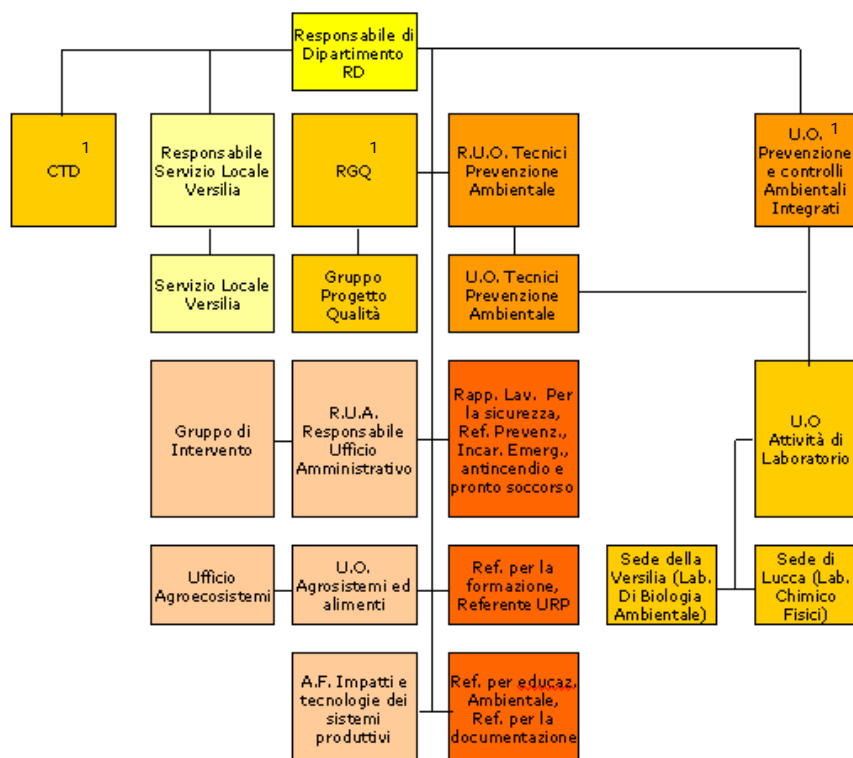 Responsabile di
Dipartimento
RD
1
CTD
Responsabile
Servizio Locale
Versilia
1
RGQ
R.U.O. Tecnici
Prevenzione
Ambientale
U.O. 1
Prevenzione
e controlli
Ambientali
Integrati
Servizio Locale
Versilia
Gruppo
Progetto
Qualità
U.O. Tecnici
Prevenzione
Ambientale
Gruppo di
Intervento
R.U.A.
Responsabile
Ufficio
Amministrativo
Rapp. Lav. Per
la sicurezza,
Ref. Prevenz.,
Incar. Emerg.,
antincendio e
pronto soccorso
U.O
Attività di
Laboratorio
Ufficio
Agroecosistemi
U.O.
Agrosistemi ed
alimenti
Ref. per la
formazione,
Referente URP
Sede della
Versilia (Lab.
Di Biologia
Ambientale)
Sede di
Lucca (Lab.
Chimico
Fisici)
A.F. Impatti e
tecnologie dei
sistemi
produttivi
Ref. per educaz.
Ambientale,
Ref. per la
documentazione